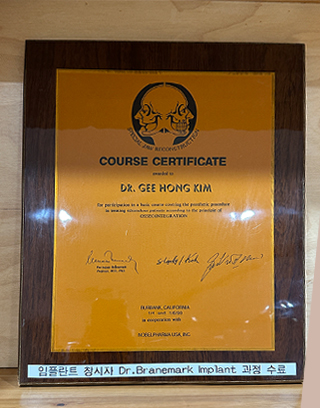 COURSE CERTIFICATE
awarded to
DR. GEE HONG KIM
for participation in a basic course covering the prosthetic procedure
in treating edentulous patients according to the principle of
OSSEOINTEGRATION
BURBANK, CALIFORNIA
in cooperation with
NOBELPHARMA USA, INC.
임플란트 창시자 Dr.Branemark Implant 과정 수료